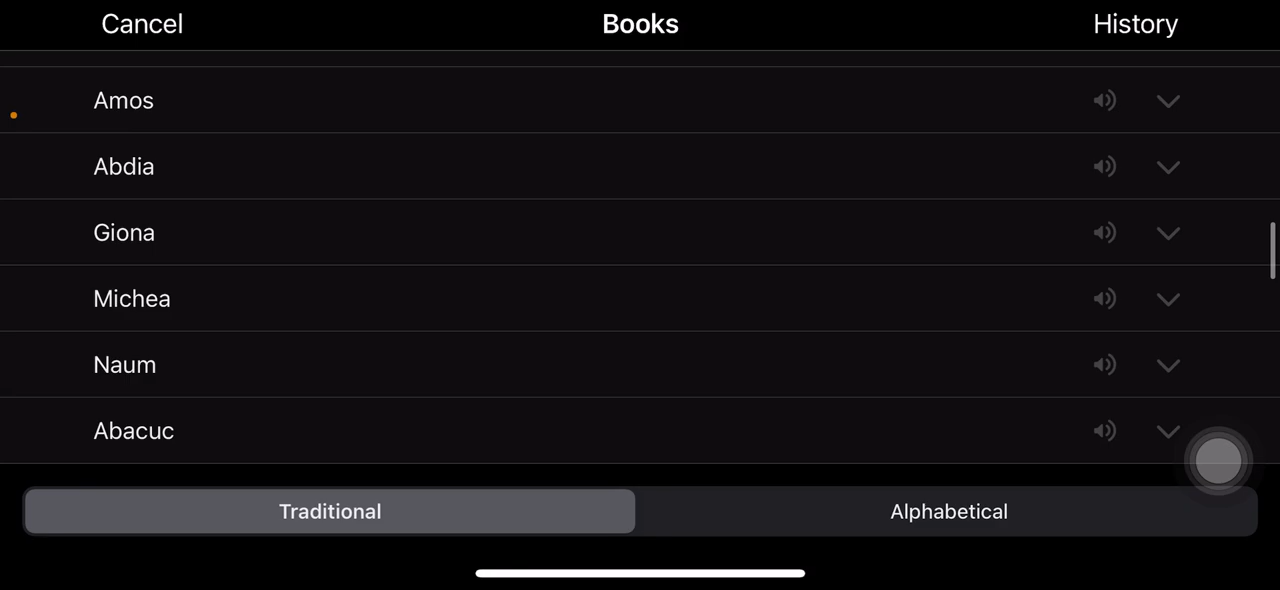 Cancel Books History
Amos
Abdia
Giona
Michea
Naum
Abacuc
Traditional Alphabetical